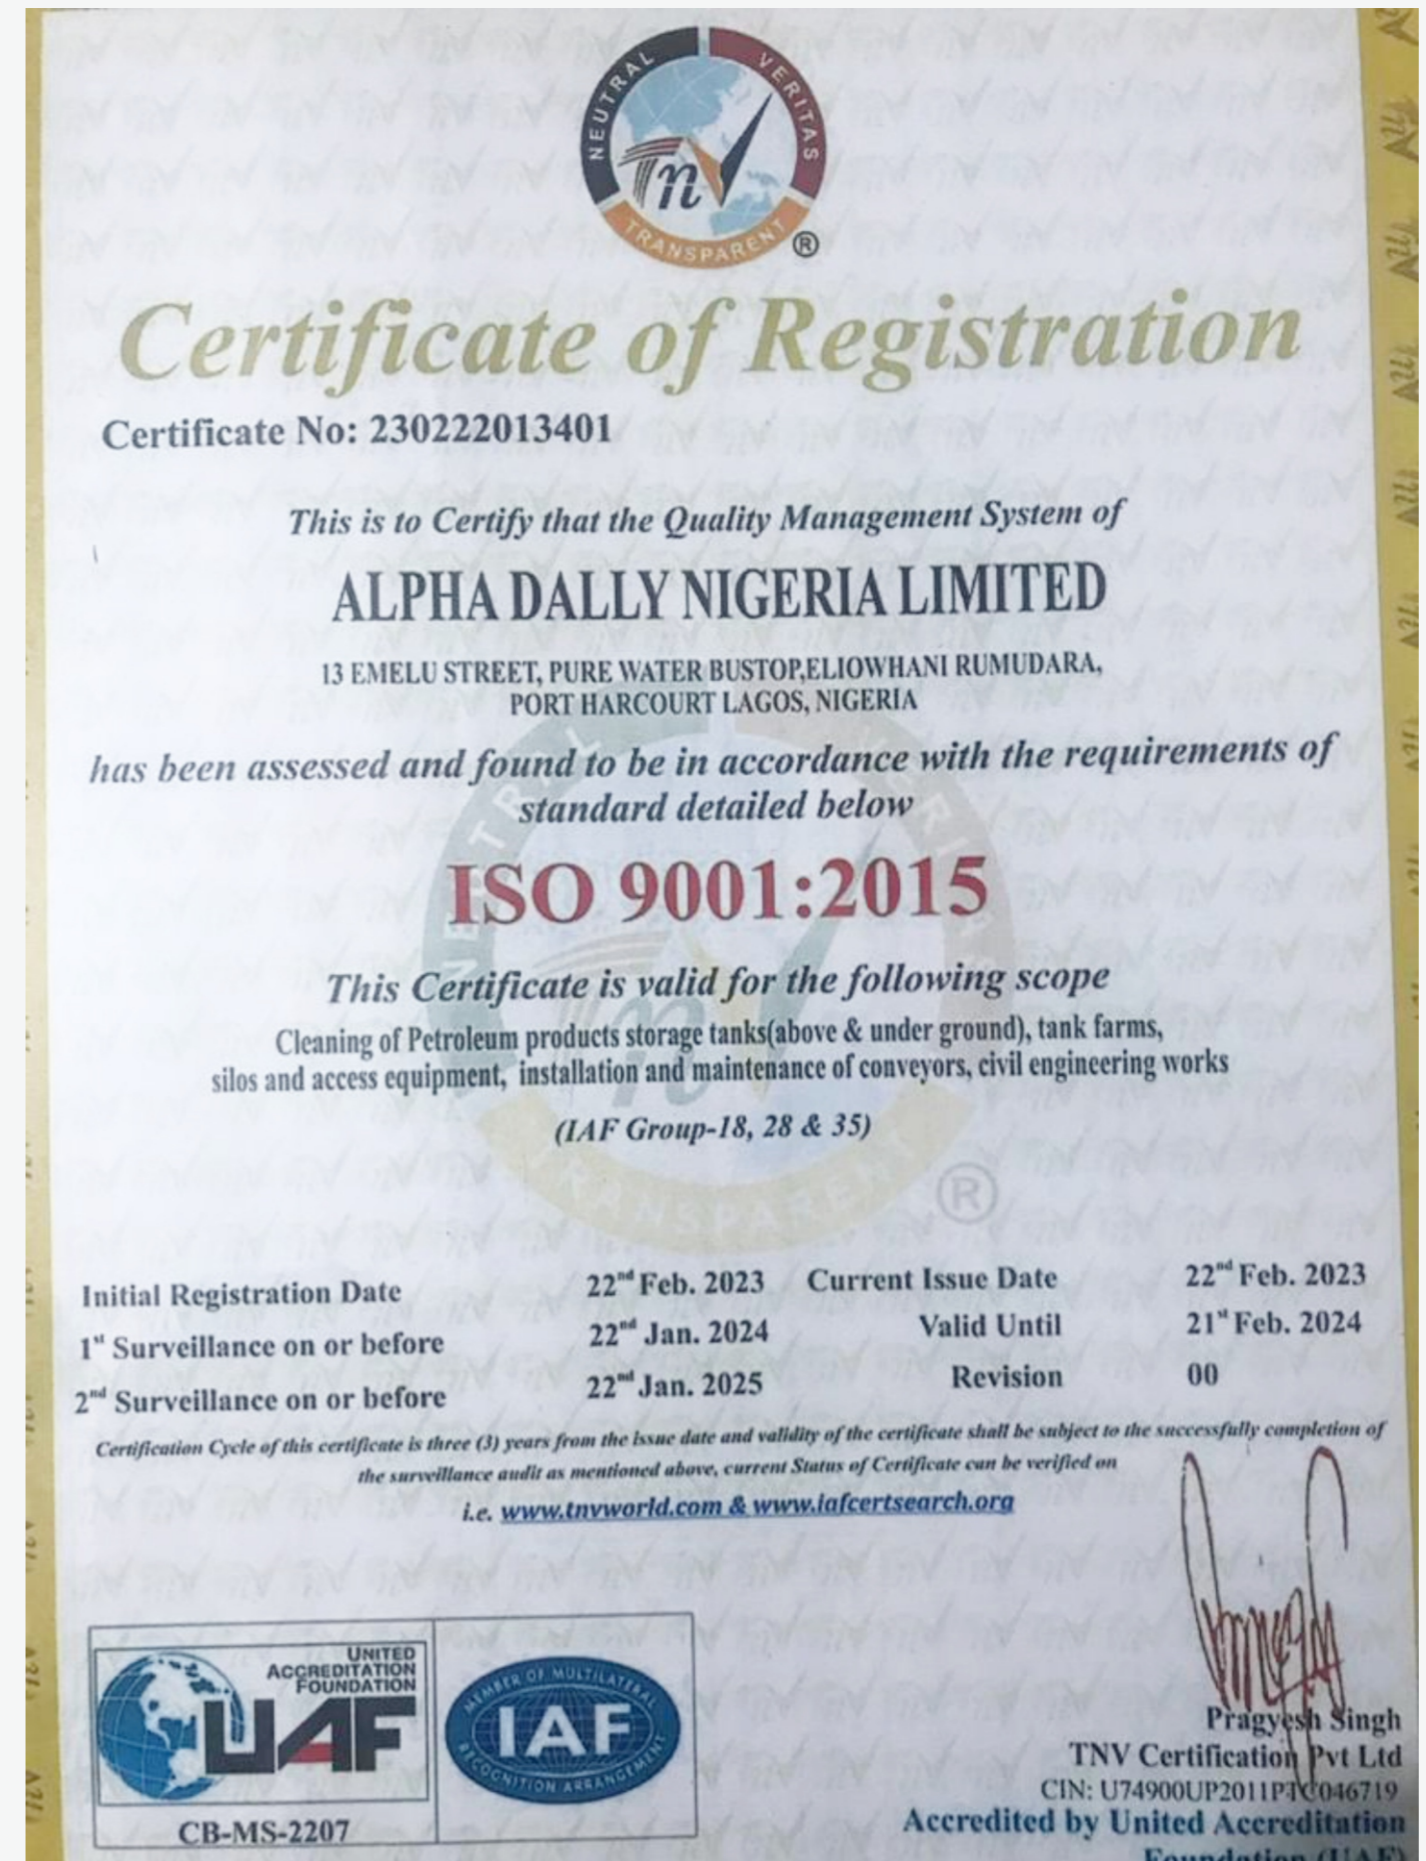 NEUTRAL VERITAS
TnV
TRANSPARENT ®
Certificate of Registration
Certificate No: 230222013401
This is to Certify that the Quality Management System of
ALPHA DALLY NIGERIA LIMITED
13 EMELU STREET, PURE WATER BUSTOP,ELIOWHANI RUMUDARA,
PORT HARCOURT LAGOS, NIGERIA
has been assessed and found to be in accordance with the requirements of
standard detailed below
ISO 9001:2015
This Certificate is valid for the following scope
Cleaning of Petroleum products storage tanks(above & under ground), tank farms,
silos and access equipment, installation and maintenance of conveyors, civil engineering works
(IAF Group-18, 28 & 35)
Initial Registration Date 22nd Feb. 2023 Current Issue Date 22nd Feb. 2023
1st Surveillance on or before 22nd Jan. 2024 Valid Until 21st Feb. 2024
2nd Surveillance on or before 22nd Jan. 2025 Revision 00
Certification Cycle of this certificate is three (3) years from the issue date and validity of the certificate shall be subject to the successfully completion of
the surveillance audit as mentioned above, current Status of Certificate can be verified on
i.e. www.tnvworld.com & www.iafcertsearch.org
UNITED
ACCREDITATION
FOUNDATION
UAF
CB-MS-2207
MEMBER OF MULTILATERAL
IAF
RECOGNITION ARRANGEMENT
Pragyesh Singh
TNV Certification Pvt Ltd
CIN: U74900UP2011PTC046719
Accredited by United Accreditation
Foundation (UAF)